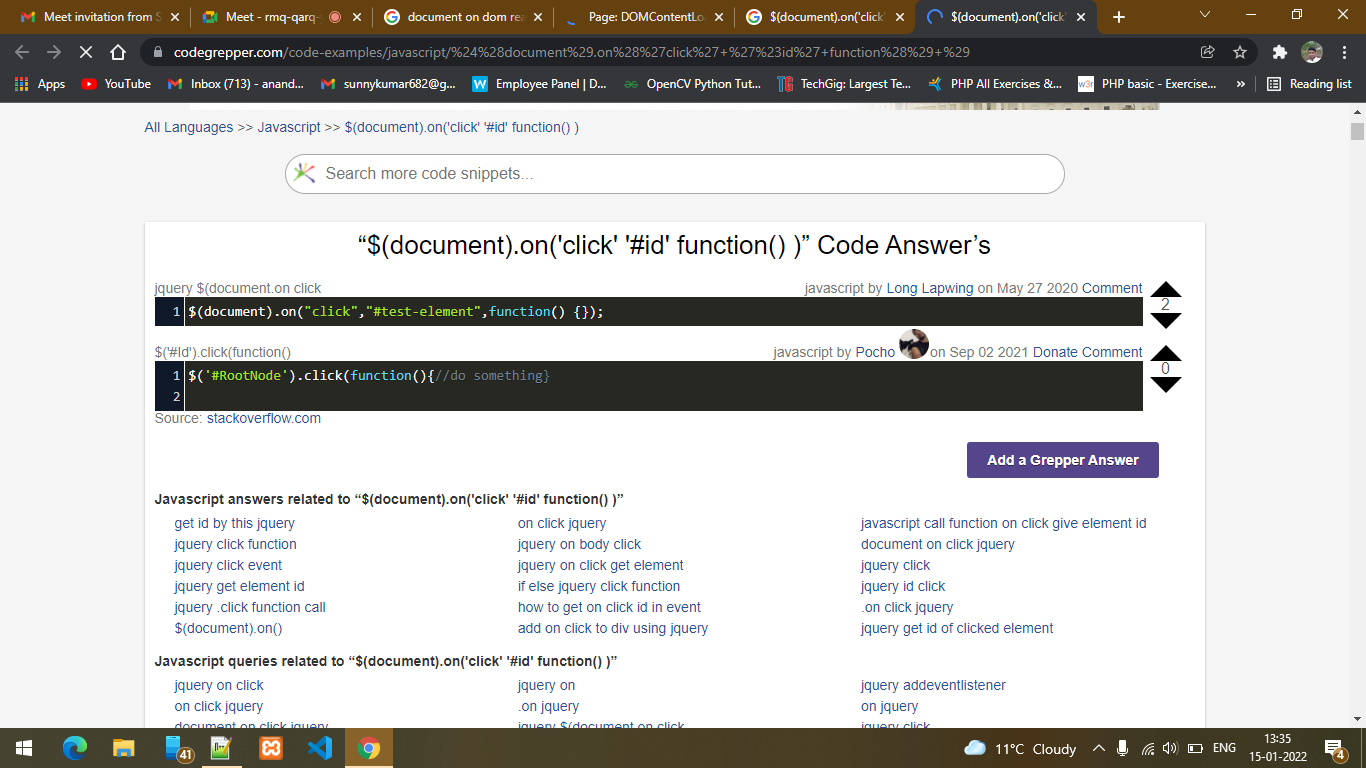 Meet invitation from S
Meet - rmq-qarq-
document on dom rea
Page: DOMContentLo
$(document).on('click'
$(document).on('click'
codegrepper.com/code-examples/javascript/%24%28document%29.on%28%27click%27+%27%23id%27+function%28%29+%29
Apps YouTube Inbox (713) - anand... sunnykumar682@g... Employee Panel | D... OpenCV Python Tut... TechGig: Largest Te... PHP All Exercises &... PHP basic - Exercise... » Reading list
All Languages >> Javascript >> $(document).on('click' '#id' function() )
Search more code snippets...
“$(document).on('click' '#id' function() )” Code Answer’s
jquery $(document.on click javascript by Long Lapwing on May 27 2020 Comment
2
1 $(document).on("click","#test-element",function() {});
$('#Id').click(function() javascript by Pocho on Sep 02 2021 Donate Comment
0
1 $('#RootNode').click(function(){//do something}
2
Source: stackoverflow.com
Add a Grepper Answer
Javascript answers related to “$(document).on('click' '#id' function() )”
get id by this jquery on click jquery javascript call function on click give element id
jquery click function jquery on body click document on click jquery
jquery click event jquery on click get element jquery click
jquery get element id if else jquery click function jquery id click
jquery .click function call how to get on click id in event .on click jquery
$(document).on() add on click to div using jquery jquery get id of clicked element
Javascript queries related to “$(document).on('click' '#id' function() )”
jquery on click jquery on jquery addeventlistener
on click jquery .on jquery on jquery
document on click jquery jquery $(document on click jquery click
41 11°C Cloudy ENG 13:35
15-01-2022 4